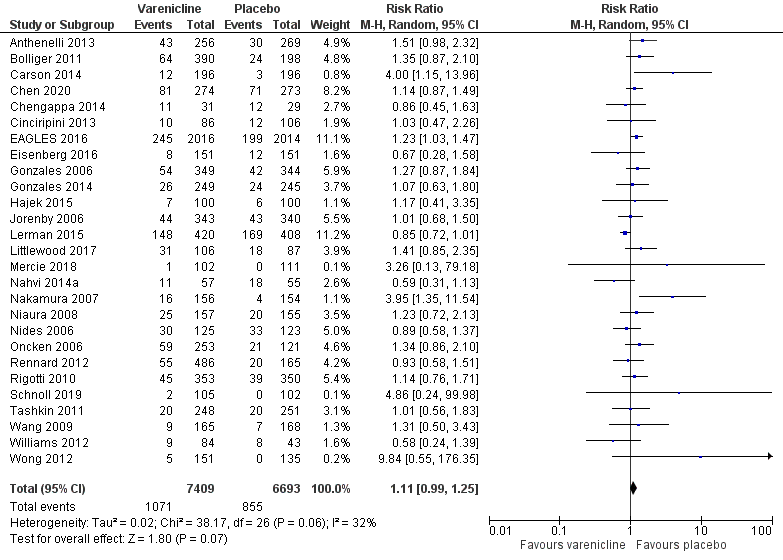 Varenicline Placebo Risk Ratio Risk Ratio
Study or Subgroup Events Total Events Total Weight M-H, Random, 95% CI M-H, Random, 95% CI
Anthenelli 2013 43 256 30 269 4.9% 1.51 [0.98, 2.32]
Bolliger 2011 64 390 24 198 4.8% 1.35 [0.87, 2.10]
Carson 2014 12 196 3 196 0.8% 4.00 [1.15, 13.96]
Chen 2020 81 274 71 273 8.6% 1.14 [0.87, 1.49]
Chengappa 2014 11 31 12 29 2.6% 0.86 [0.45, 1.63]
Cinciripini 2013 10 86 12 106 1.9% 1.03 [0.47, 2.26]
EAGLES 2016 245 2016 199 2014 11.1% 1.23 [1.03, 1.47]
Eisenberg 2016 8 151 12 151 1.6% 0.67 [0.28, 1.58]
Gonzales 2006 54 349 42 344 5.9% 1.27 [0.87, 1.84]
Gonzales 2014 26 249 24 245 3.6% 1.07 [0.63, 1.80]
Hajek 2015 7 100 6 100 1.1% 1.17 [0.41, 3.35]
Jorenby 2006 44 343 43 340 5.5% 1.01 [0.68, 1.50]
Lerman 2015 148 420 169 408 11.2% 0.85 [0.72, 1.01]
Littlewood 2017 31 106 18 87 3.7% 1.41 [0.85, 2.35]
Mercie 2018 1 102 0 111 0.1% 3.26 [0.13, 79.18]
Nahvi 2014a 11 57 18 55 2.6% 0.59 [0.31, 1.13]
Nakamura 2007 16 156 4 154 1.1% 3.95 [1.35, 11.54]
Niaura 2008 25 157 20 155 3.4% 1.23 [0.72, 2.13]
Nides 2006 30 125 33 123 4.9% 0.89 [0.58, 1.37]
Oncken 2006 59 253 21 121 4.7% 1.34 [0.86, 2.10]
Rennard 2012 55 486 20 165 4.2% 0.93 [0.58, 1.51]
Rigotti 2010 45 353 39 350 5.4% 1.14 [0.76, 1.71]
Schnoll 2019 2 105 0 102 0.1% 4.86 [0.24, 99.98]
Tashkin 2011 20 248 20 251 3.0% 1.01 [0.56, 1.83]
Wang 2009 9 165 7 168 1.3% 1.31 [0.50, 3.43]
Williams 2012 9 84 8 43 1.6% 0.58 [0.24, 1.39]
Wong 2012 5 151 0 135 0.2% 9.84 [0.55, 176.35]
Total (95% CI) 7409 6693 100.0% 1.11 [0.99, 1.25]
Total events 1071 855
Heterogeneity: Tau² = 0.02; Chi² = 38.17, df = 26 (P = 0.06); I² = 32%
Test for overall effect: Z = 1.80 (P = 0.07)
0.01 0.1 1 10 100
Favours varenicline Favours placebo